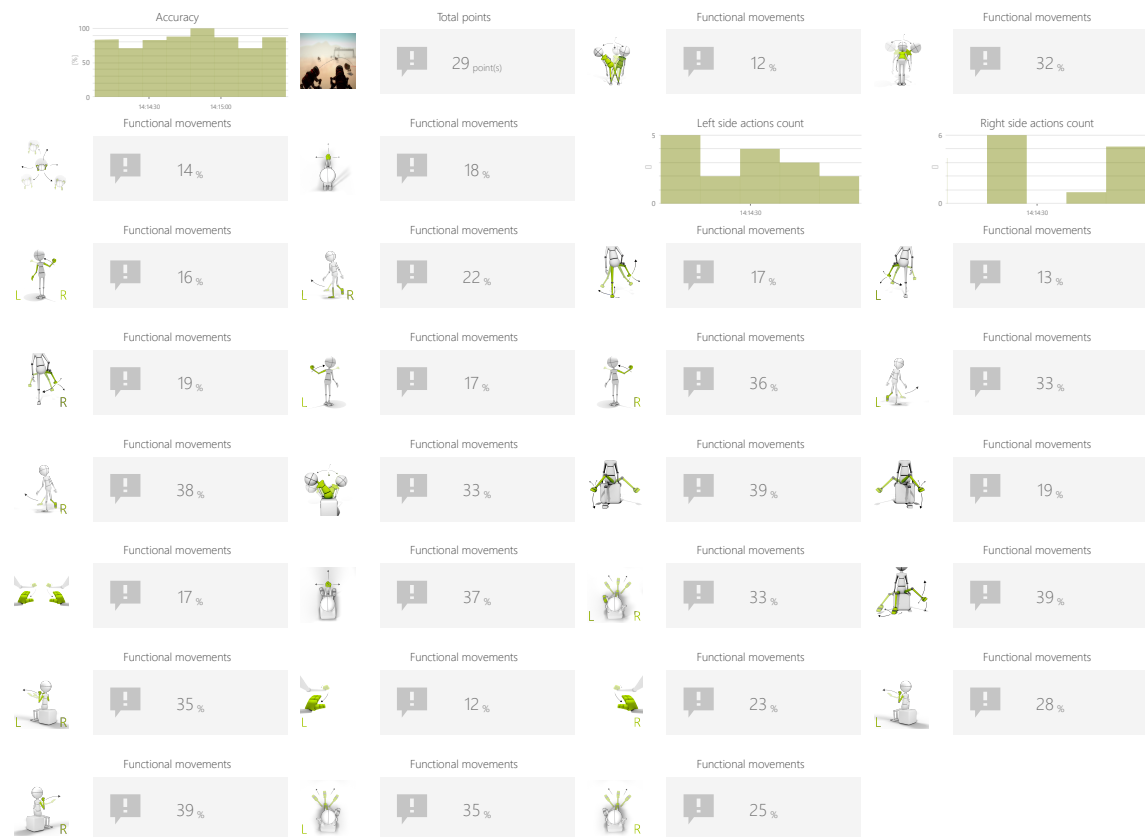 Accuracy
Total points
Functional movements
Functional movements
100
(%)
50
0
14:14:30
14:15:00
29 point(s)
12 %
32 %
Functional movements
Functional movements
Left side actions count
Right side actions count
14 %
18 %
5
()
0
14:14:30
6
()
0
14:14:30
Functional movements
Functional movements
Functional movements
Functional movements
L R
16 %
L R
22 %
17 %
L
13 %
Functional movements
Functional movements
Functional movements
Functional movements
R
19 %
L
17 %
R
36 %
L
33 %
Functional movements
Functional movements
Functional movements
Functional movements
R
38 %
33 %
39 %
19 %
Functional movements
Functional movements
Functional movements
Functional movements
17 %
37 %
L R
33 %
39 %
Functional movements
Functional movements
Functional movements
Functional movements
L R
35 %
L
12 %
R
23 %
L
28 %
Functional movements
Functional movements
Functional movements
R
39 %
L
35 %
R
25 %